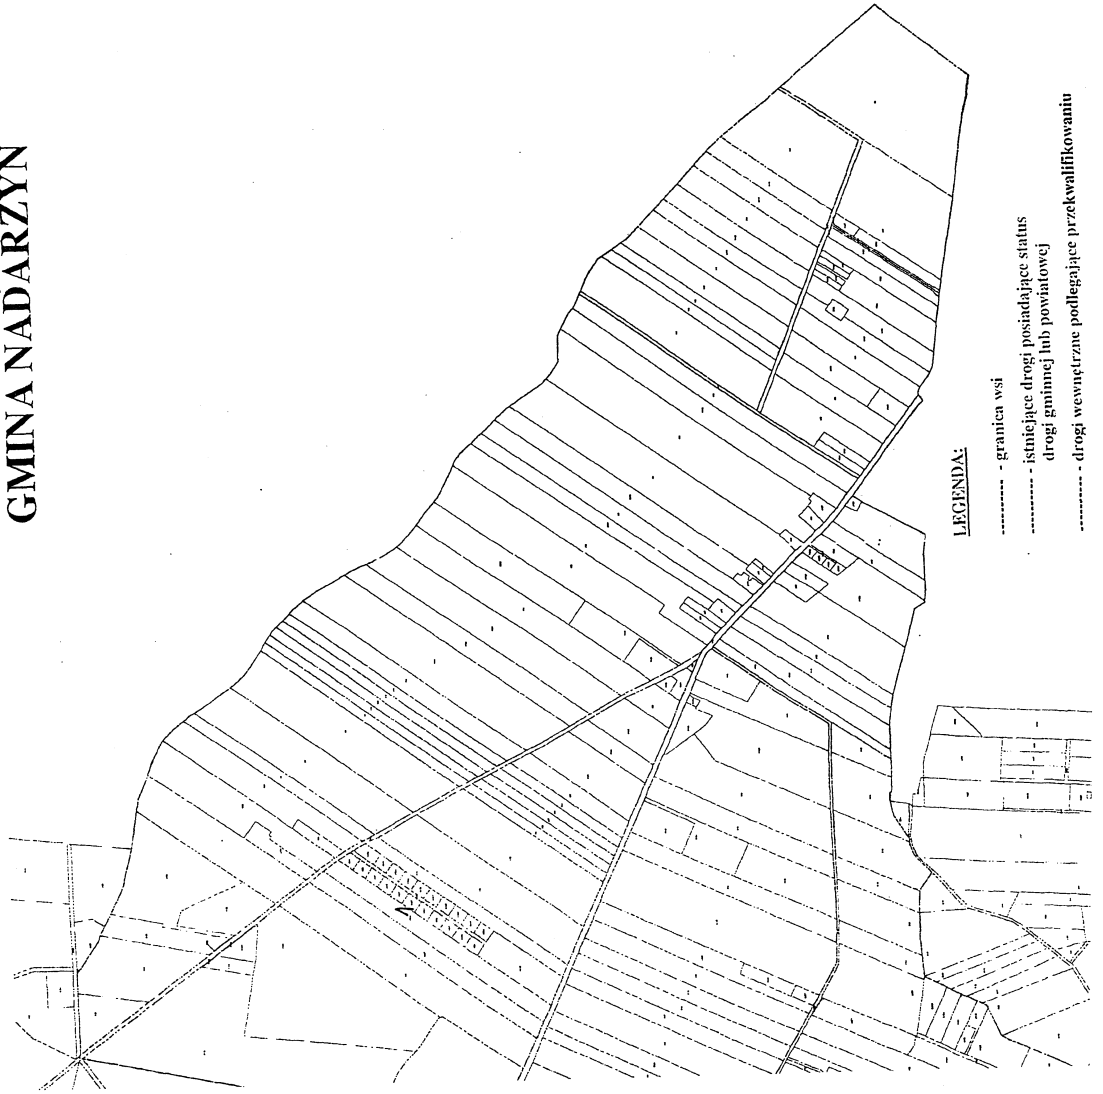 GMINA NADARZYN
LEGENDA:
---------- - granica wsi
---------- - istniejące drogi posiadające status
drogi gminnej lub powiatowej
---------- - drogi wewnętrzne podlegające przekwalifikowaniu